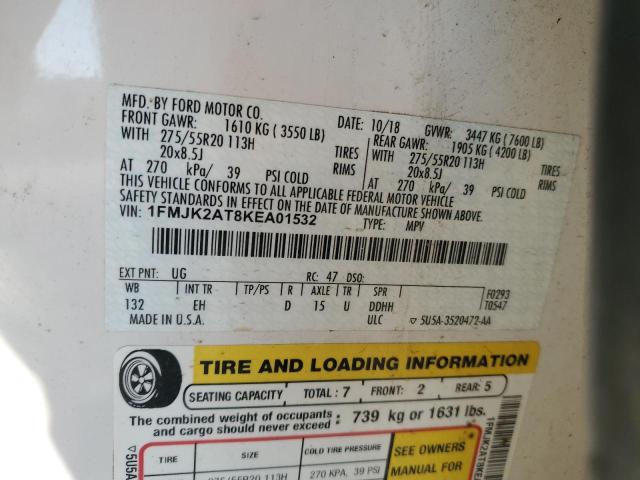 MFD. BY FORD MOTOR CO.
DATE: 10/18 GVWR: 3447 KG ( 7600 LB)
FRONT GAWR: 1610 KG ( 3550 LB) REAR GAWR: 1905 KG ( 4200 LB)
WITH 275/55R20 113H TIRES WITH 275/55R20 113H TIRES
20x8.5J RIMS 20x8.5J RIMS
AT 270 kPa/ 39 PSI COLD AT 270 kPa/ 39 PSI COLD
THIS VEHICLE CONFORMS TO ALL APPLICABLE FEDERAL MOTOR VEHICLE
SAFETY STANDARDS IN EFFECT ON THE DATE OF MANUFACTURE SHOWN ABOVE.
VIN: 1FMJK2AT8KEA01532
TYPE: MPV
EXT PNT: UG RC: 47 DSO:
WB INT TR TP/PS R AXLE TR SPR F0293
132 EH D 15 U DDHH T0547
MADE IN U.S.A. ULC ▽ 5U5A-3520472-AA
TIRE AND LOADING INFORMATION
SEATING CAPACITY TOTAL: 7 FRONT: 2 REAR: 5
The combined weight of occupants and cargo should never exceed : 739 kg or 1631 lbs.
TIRE SIZE COLD TIRE PRESSURE SEE OWNERS
MANUAL FOR
275/55R20 113H 270 KPA, 39 PSI
▽5U5A
1FMJK2AT8KE